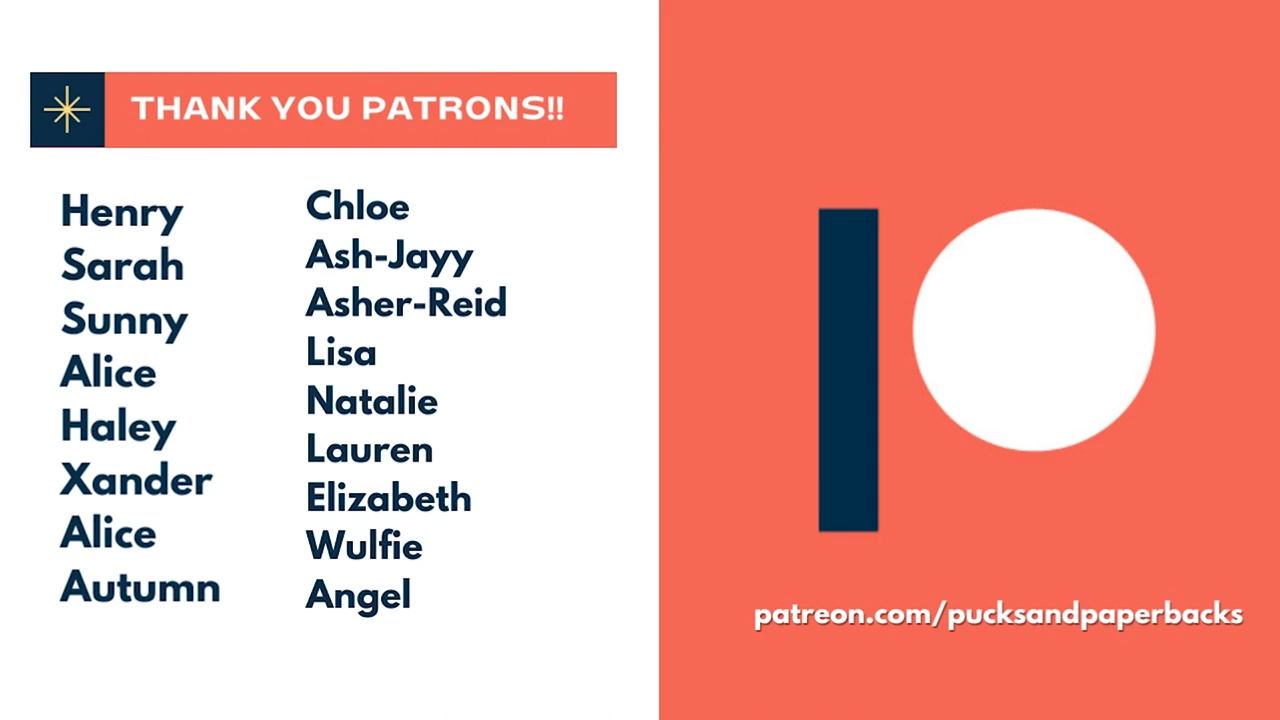 THANK YOU PATRONS!!
Henry
Sarah
Sunny
Alice
Haley
Xander
Alice
Autumn
Chloe
Ash-Jayy
Asher-Reid
Lisa
Natalie
Lauren
Elizabeth
Wulfie
Angel
patreon.com/pucksandpaperbacks